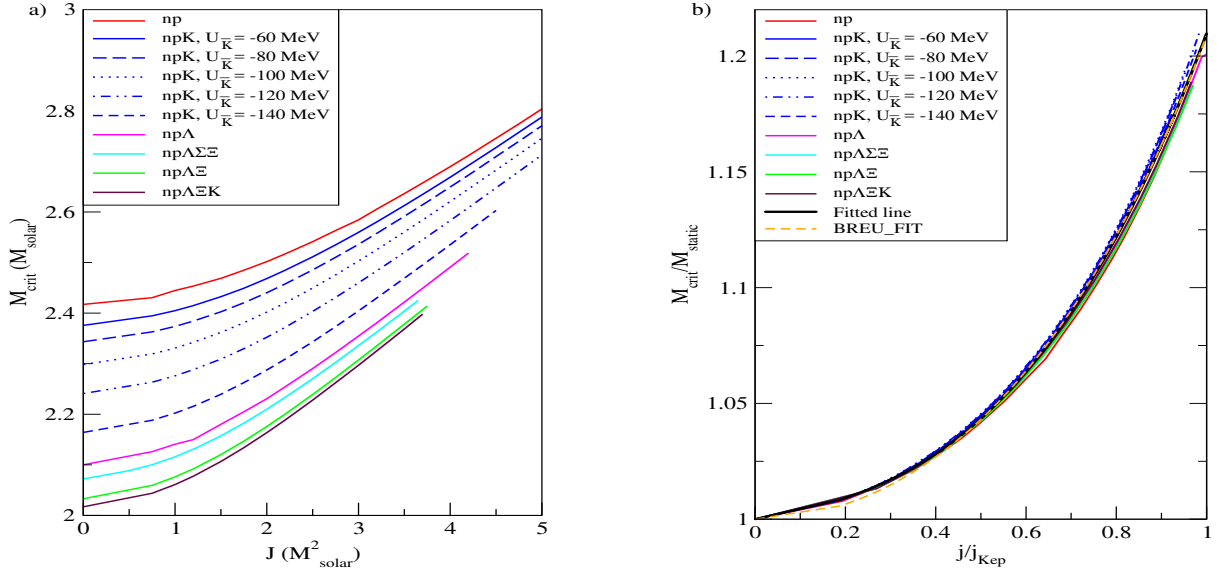 a)
np
npK, U_K̅ = -60 MeV
npK, U_K̅ = -80 MeV
npK, U_K̅ = -100 MeV
npK, U_K̅ = -120 MeV
npK, U_K̅ = -140 MeV
npΛ
npΛΣΞ
npΛΞ
npΛΞK
3
2.8
2.6
2.4
2.2
2
M_crit (M_solar)
0 1 2 3 4 5
J (M²_solar)
b)
np
npK, U_K̅ = -60 MeV
npK, U_K̅ = -80 MeV
npK, U_K̅ = -100 MeV
npK, U_K̅ = -120 MeV
npK, U_K̅ = -140 MeV
npΛ
npΛΣΞ
npΛΞ
npΛΞK
Fitted line
BREU_FIT
1.2
1.15
1.1
1.05
1
M_crit/M_static
0 0.2 0.4 0.6 0.8 1
j/j_Kep